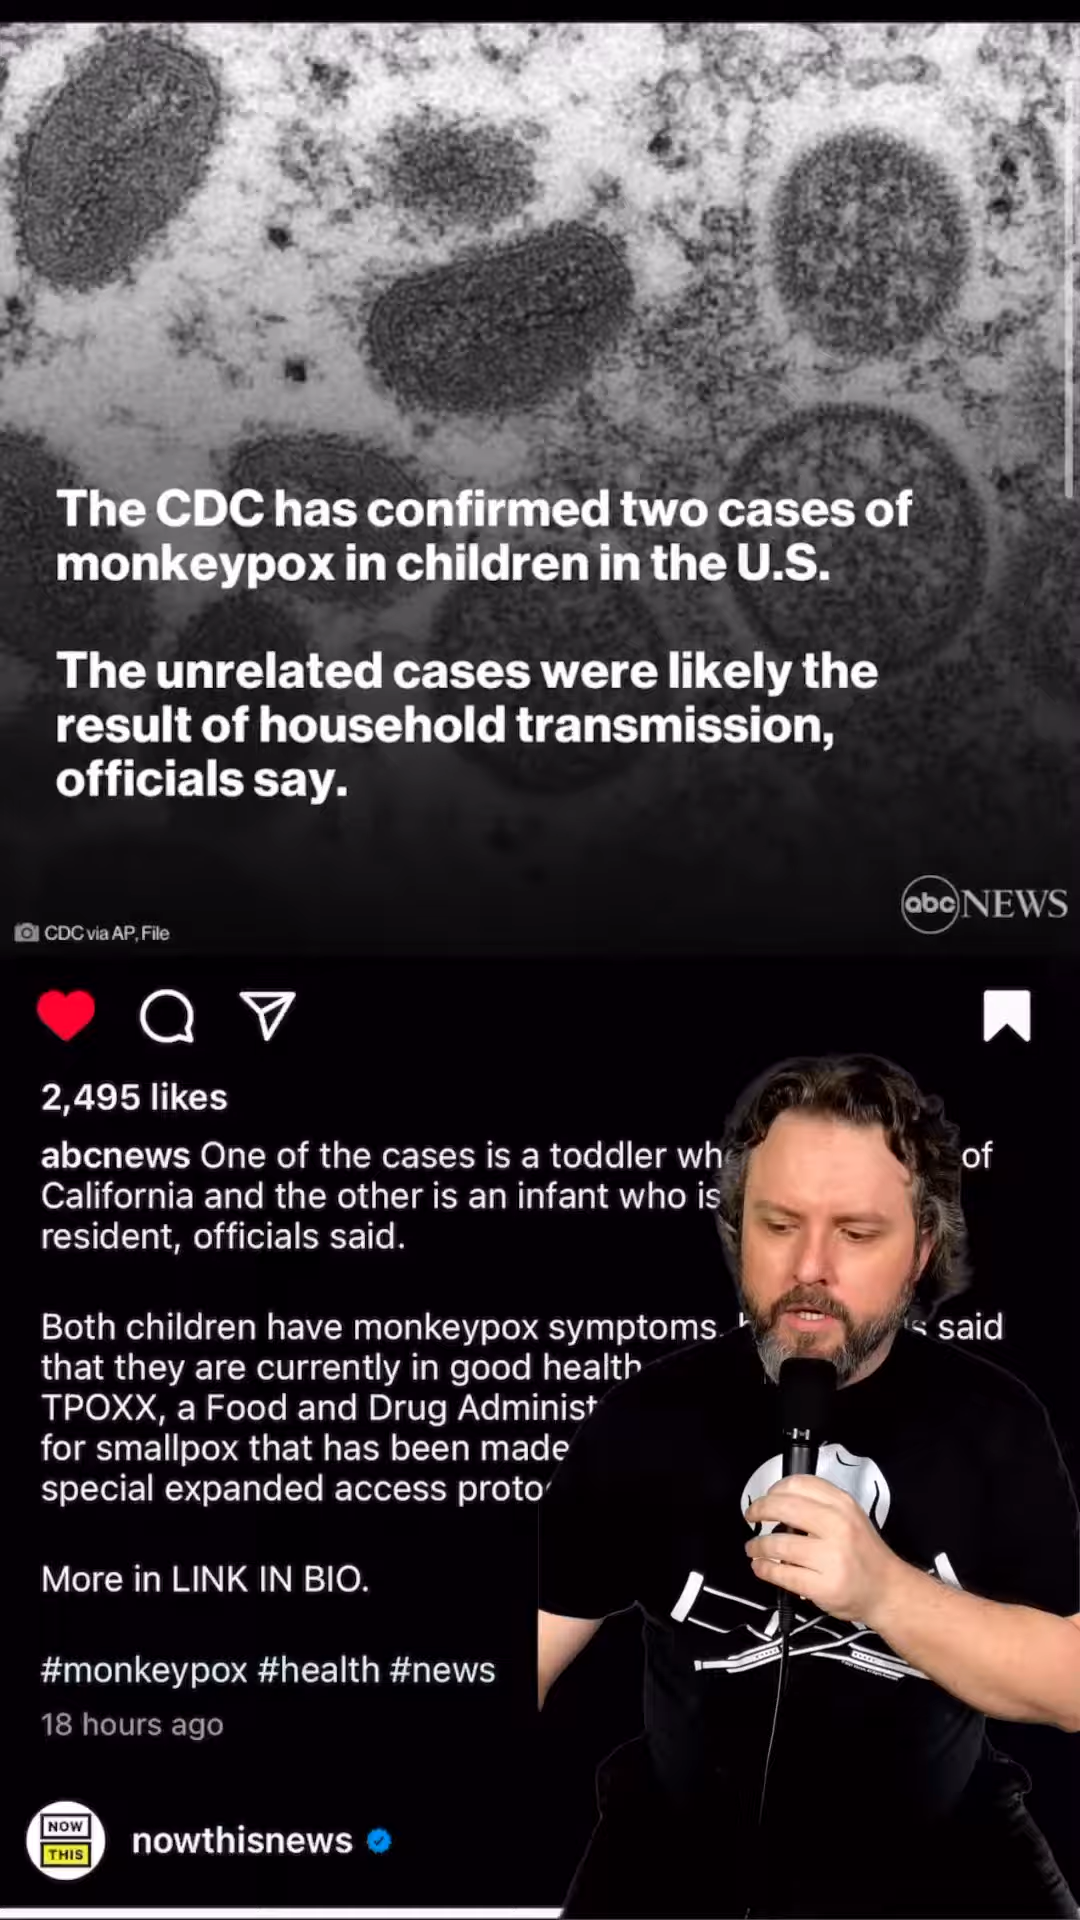 The CDC has confirmed two cases of
monkeypox in children in the U.S.
The unrelated cases were likely the
result of household transmission,
officials say.
abc NEWS
CDC via AP, File
2,495 likes
abcnews One of the cases is a toddler of
California and the other is an infant who is
resident, officials said.
Both children have monkeypox symptoms, said
that they are currently in good health
TPOXX, a Food and Drug
for smallpox that has been made
special expanded access
More in LINK IN BIO.
#monkeypox #health #news
18 hours ago
NOW
THIS
nowthisnews